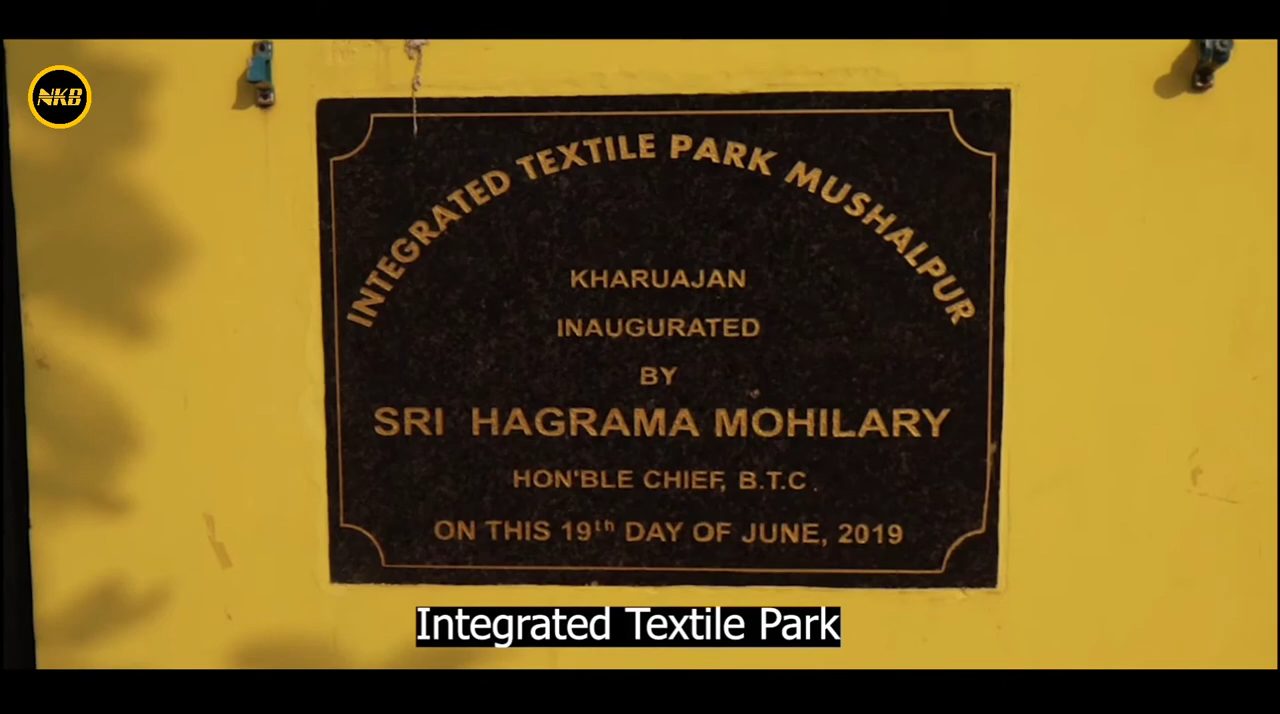 NKB
INTEGRATED TEXTILE PARK MUSHALPUR
KHARUAJAN
INAUGURATED
BY
SRI HAGRAMA MOHILARY
HON'BLE CHIEF, B.T.C.
ON THIS 19th DAY OF JUNE, 2019
Integrated Textile Park